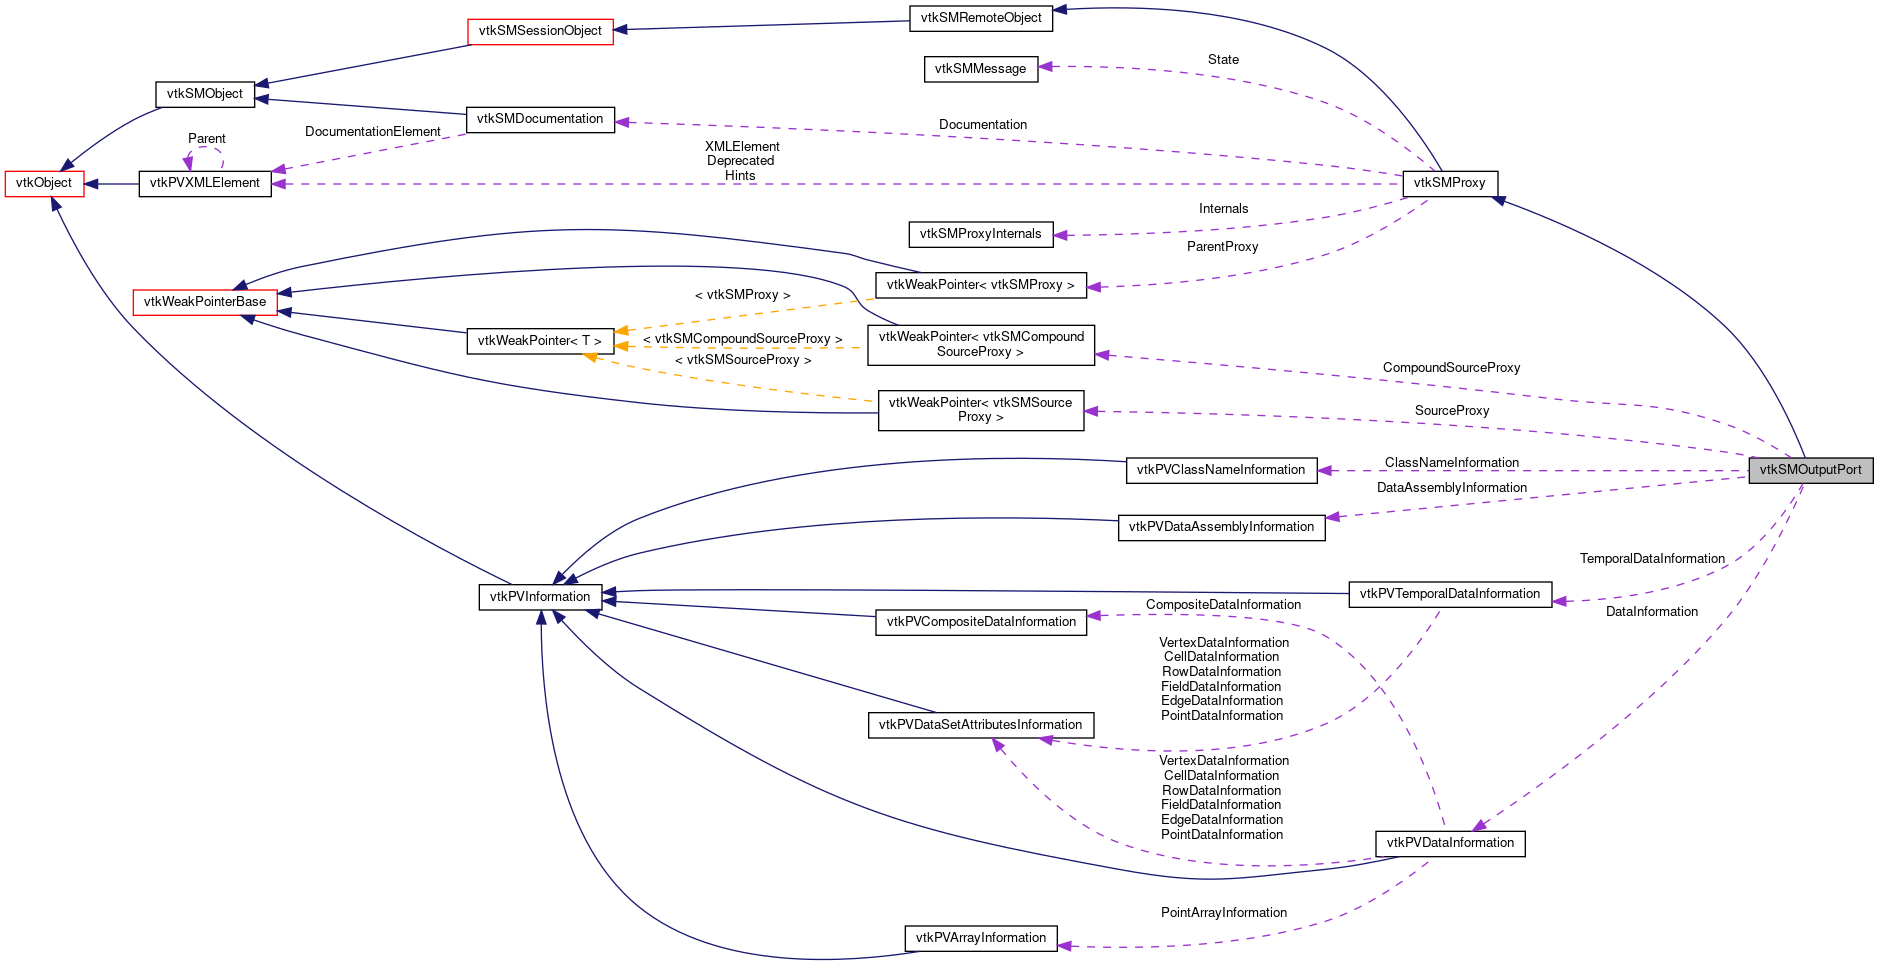 vtkSMRemoteObject
vtkSMSessionObject
State
vtkSMMessage
vtkSMObject
vtkSMDocumentation
Documentation
DocumentationElement
Parent
XMLElement
Deprecated
Hints
vtkObject
vtkPVXMLElement
vtkSMProxy
Internals
vtkSMProxyInternals
ParentProxy
vtkWeakPointer< vtkSMProxy >
< vtkSMProxy >
vtkWeakPointerBase
vtkWeakPointer< T >
< vtkSMCompoundSourceProxy >
vtkWeakPointer< vtkSMCompound
SourceProxy >
< vtkSMSourceProxy >
CompoundSourceProxy
vtkWeakPointer< vtkSMSource
Proxy >
SourceProxy
ClassNameInformation
vtkPVClassNameInformation
vtkSMOutputPort
DataAssemblyInformation
vtkPVDataAssemblyInformation
TemporalDataInformation
vtkPVInformation
vtkPVTemporalDataInformation
CompositeDataInformation
DataInformation
vtkPVCompositeDataInformation
VertexDataInformation
CellDataInformation
RowDataInformation
FieldDataInformation
EdgeDataInformation
PointDataInformation
vtkPVDataSetAttributesInformation
VertexDataInformation
CellDataInformation
RowDataInformation
FieldDataInformation
EdgeDataInformation
PointDataInformation
vtkPVDataInformation
PointArrayInformation
vtkPVArrayInformation